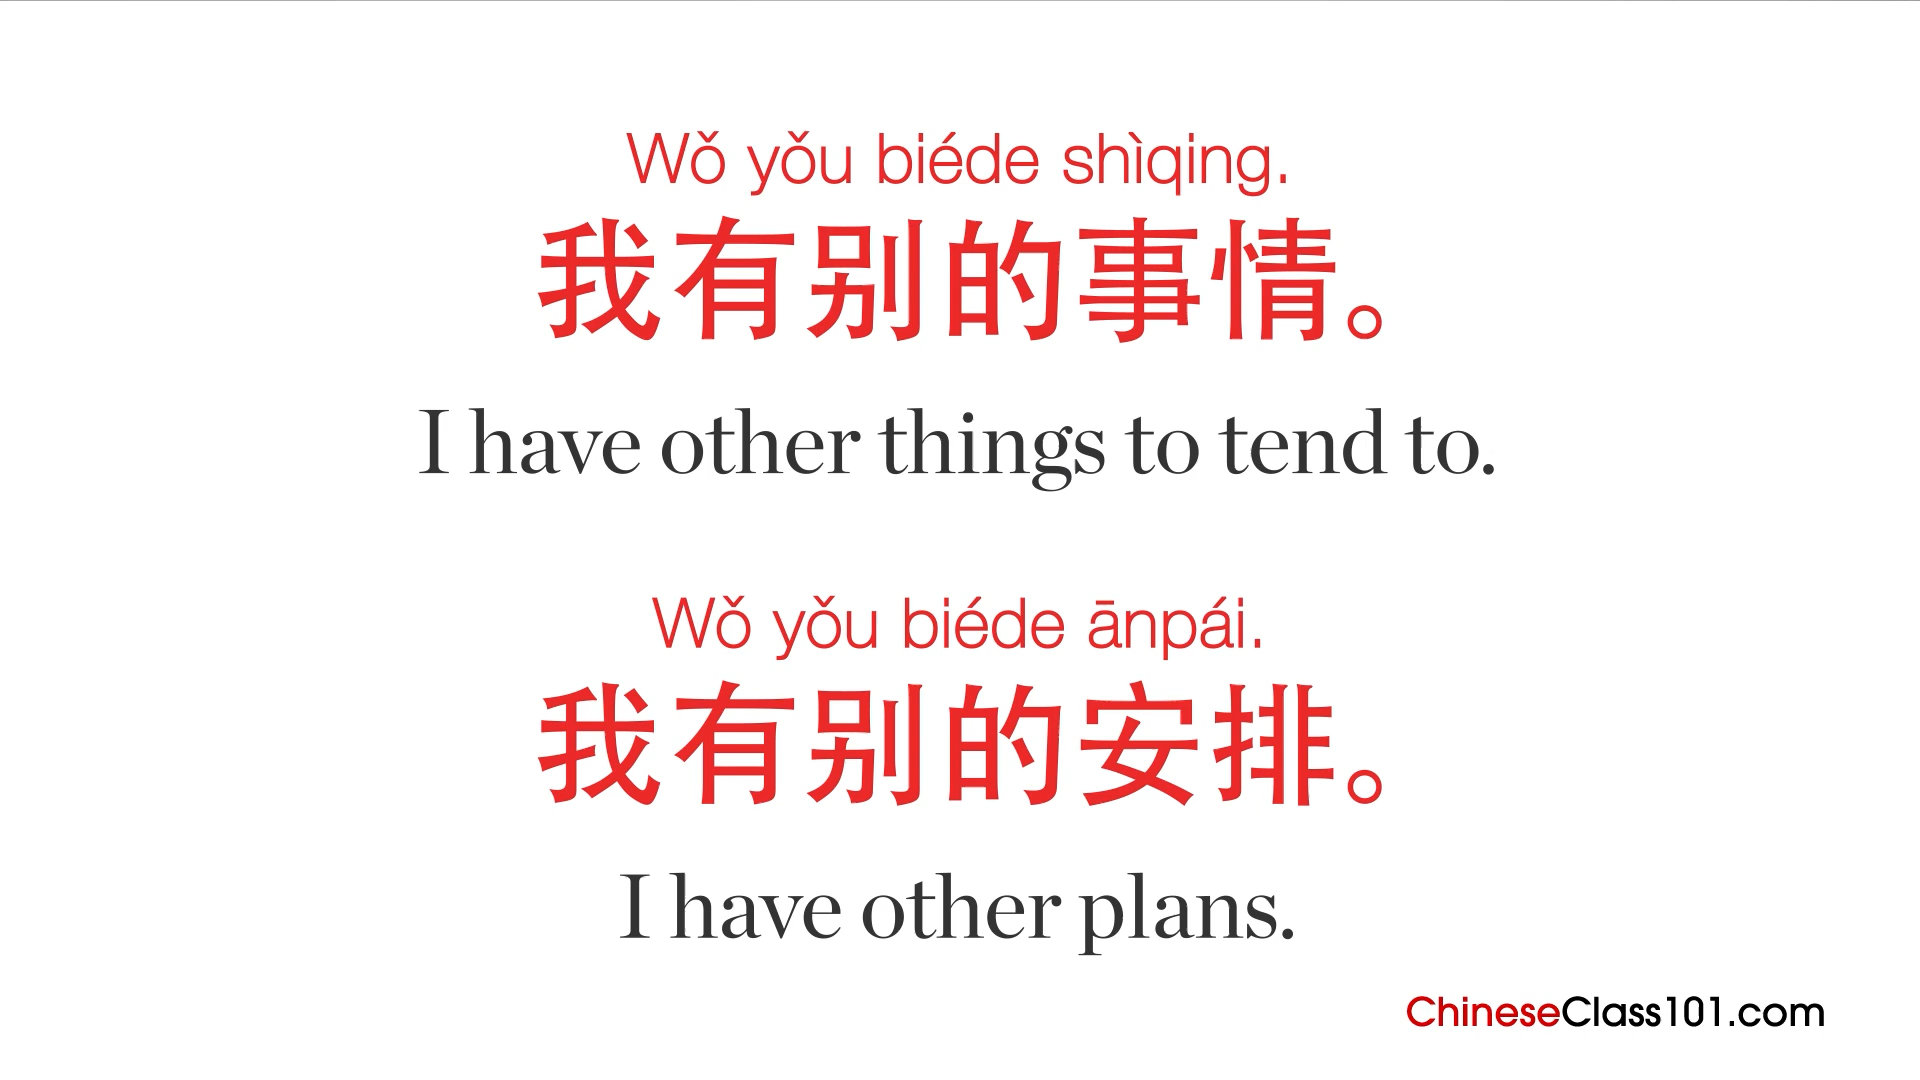 Wǒ yǒu biéde shìqing.
我有别的事情。
I have other things to tend to.
Wǒ yǒu biéde ānpái.
我有别的安排。
I have other plans.
ChineseClass101.com